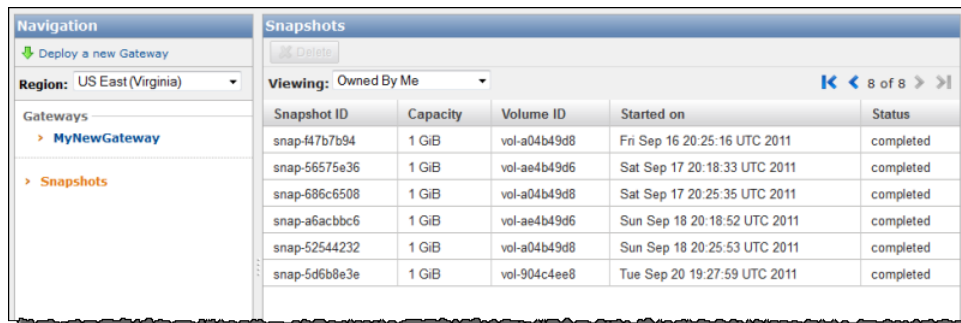 Navigation
Deploy a new Gateway
Region: US East (Virginia)
Gateways
MyNewGateway
Snapshots
Snapshots
Delete
Viewing: Owned By Me 8 of 8
Snapshot ID Capacity Volume ID Started on Status
snap-f47b7b94 1 GiB vol-a04b49d8 Fri Sep 16 20:25:16 UTC 2011 completed
snap-56575e36 1 GiB vol-ae4b49d6 Sat Sep 17 20:18:33 UTC 2011 completed
snap-686c6508 1 GiB vol-a04b49d8 Sat Sep 17 20:25:35 UTC 2011 completed
snap-a6acbbc6 1 GiB vol-ae4b49d6 Sun Sep 18 20:18:52 UTC 2011 completed
snap-52544232 1 GiB vol-a04b49d8 Sun Sep 18 20:25:53 UTC 2011 completed
snap-5d6b8e3e 1 GiB vol-904c4ee8 Tue Sep 20 19:27:59 UTC 2011 completed